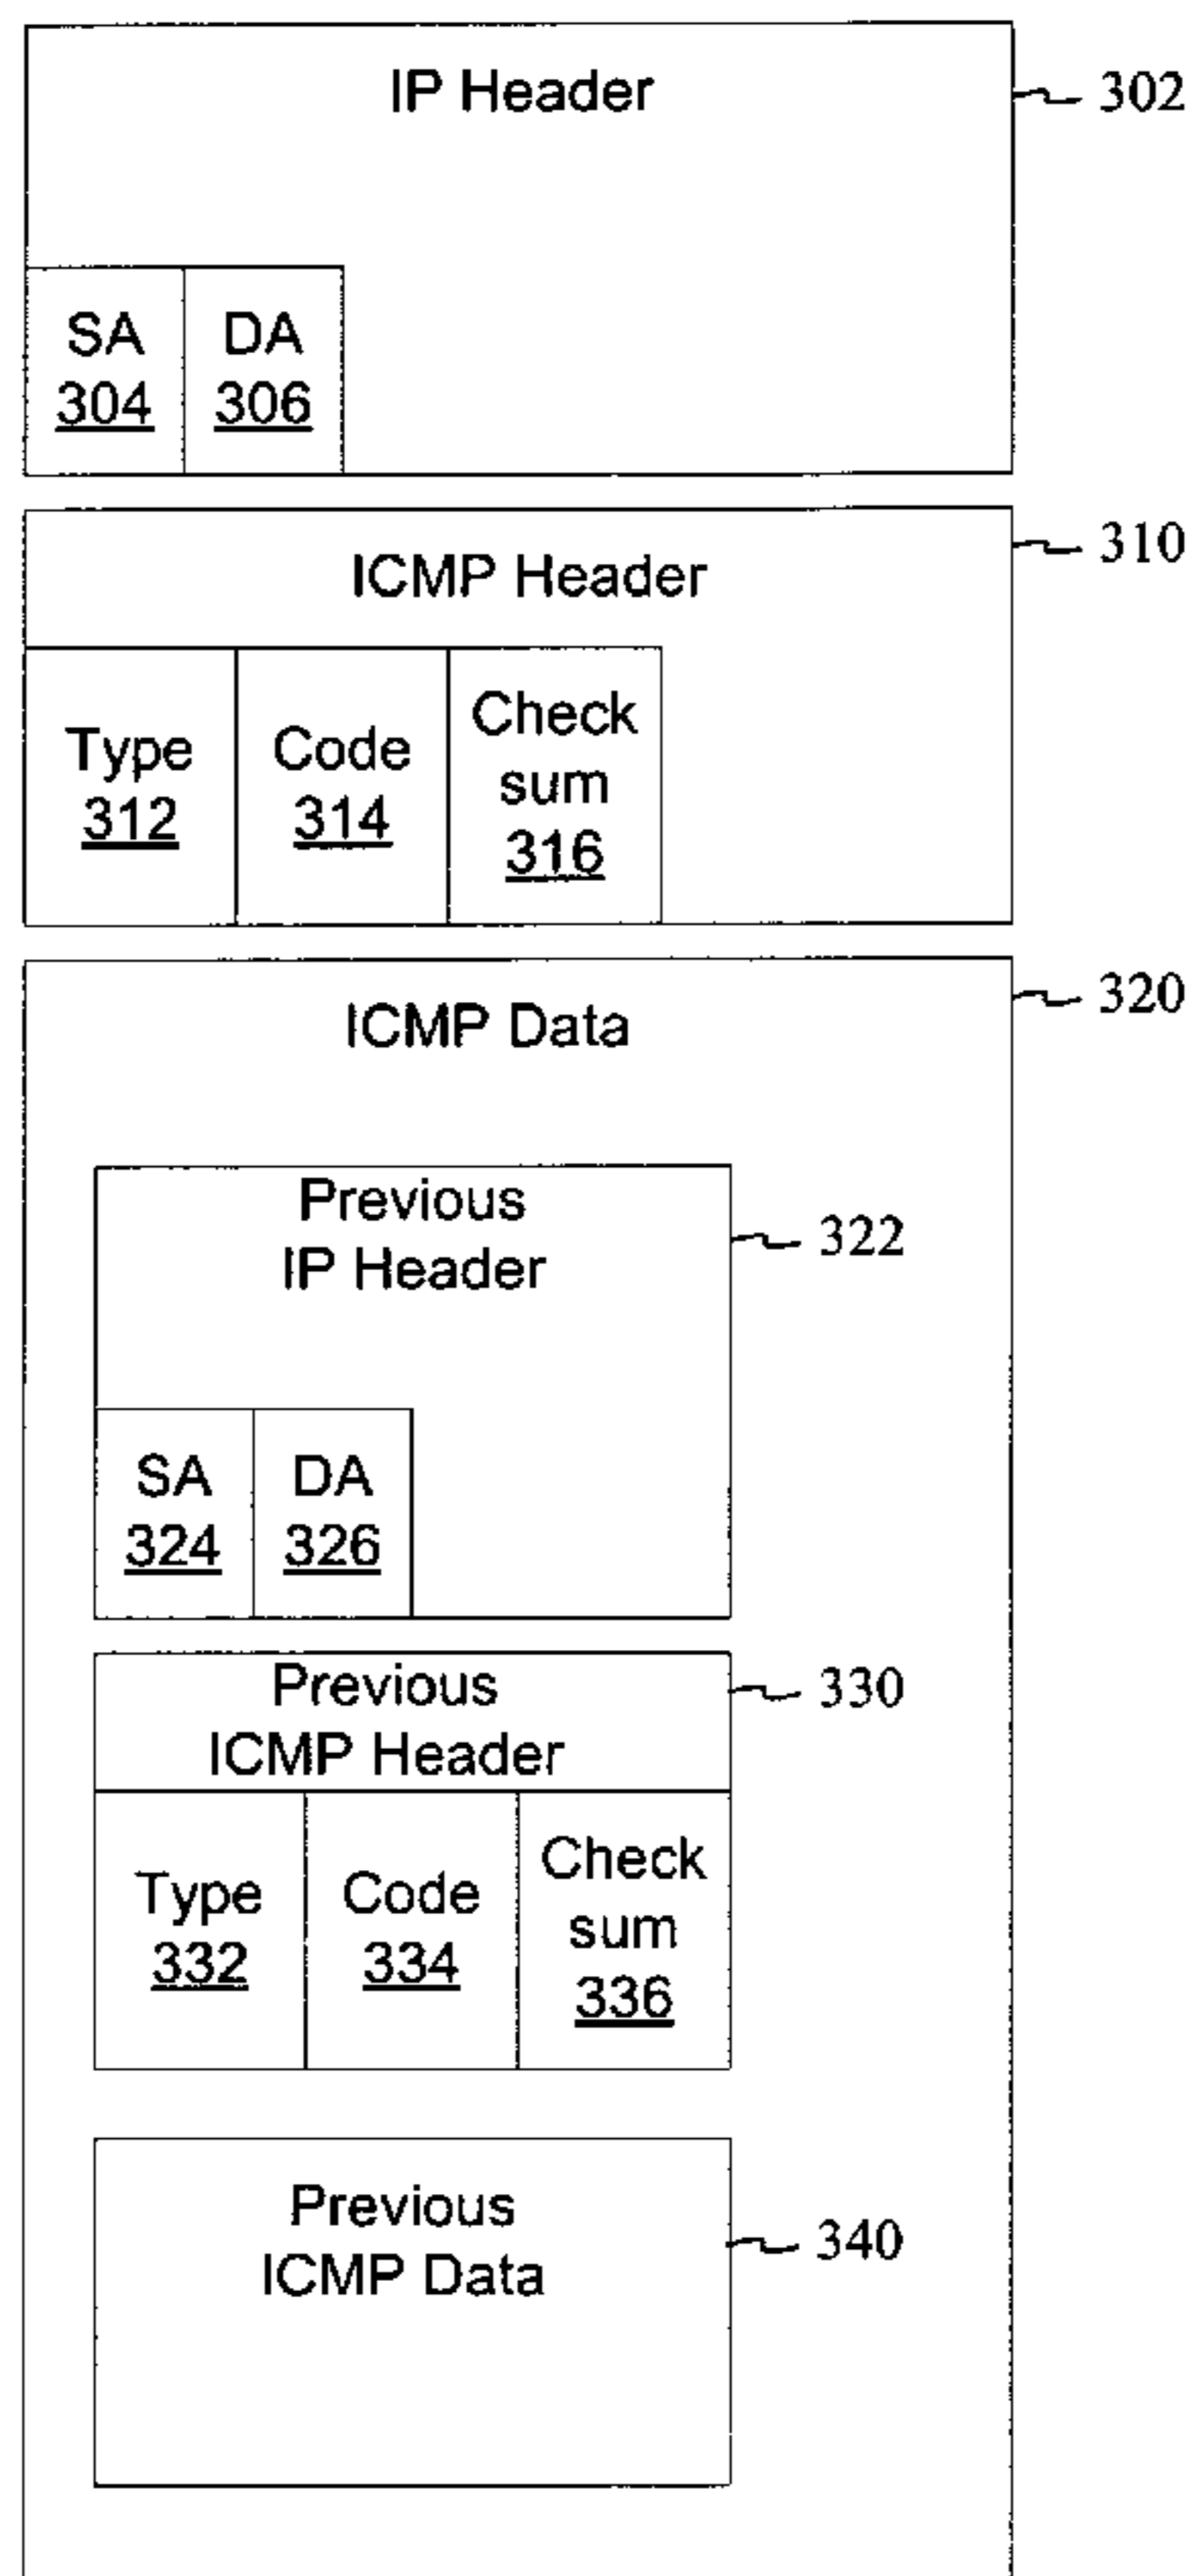 IP Header
302
SA
304
DA
306
ICMP Header
310
Type
312
Code
314
Check
sum
316
ICMP Data
320
Previous
IP Header
322
SA
324
DA
326
Previous
ICMP Header
330
Type
332
Code
334
Check
sum
336
Previous
ICMP Data
340